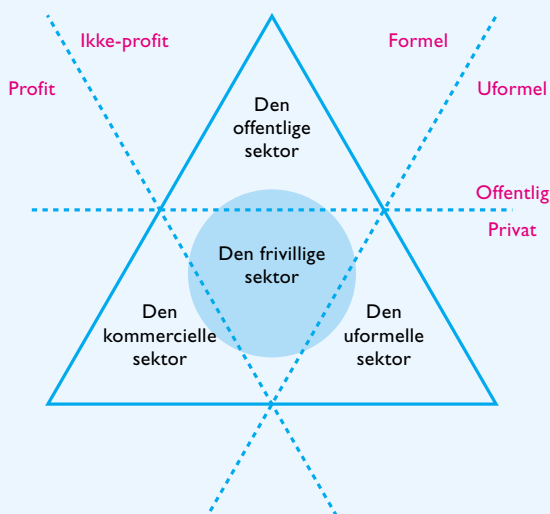 Ikke-profit
Formel
Profit
Uformel
Den
offentlige
sektor
Offentlig
Privat
Den frivillige
sektor
Den
kommercielle
sektor
Den
uformelle
sektor